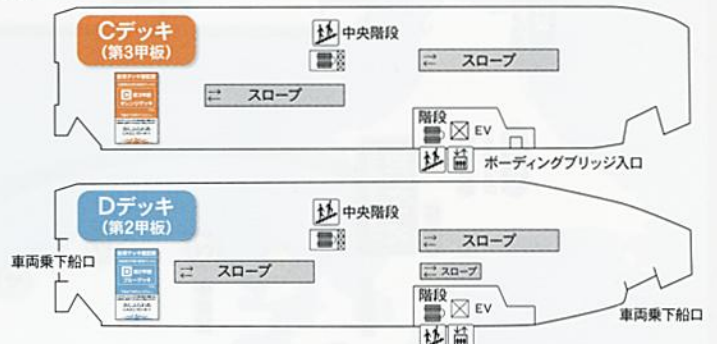 Cデッキ
(第3甲板)
中央階段
スロープ
スロープ
階段
EV
ボーディングブリッジ入口
Dデッキ
(第2甲板)
中央階段
スロープ
車両乗下船口
スロープ
スロープ
階段
EV
車両乗下船口